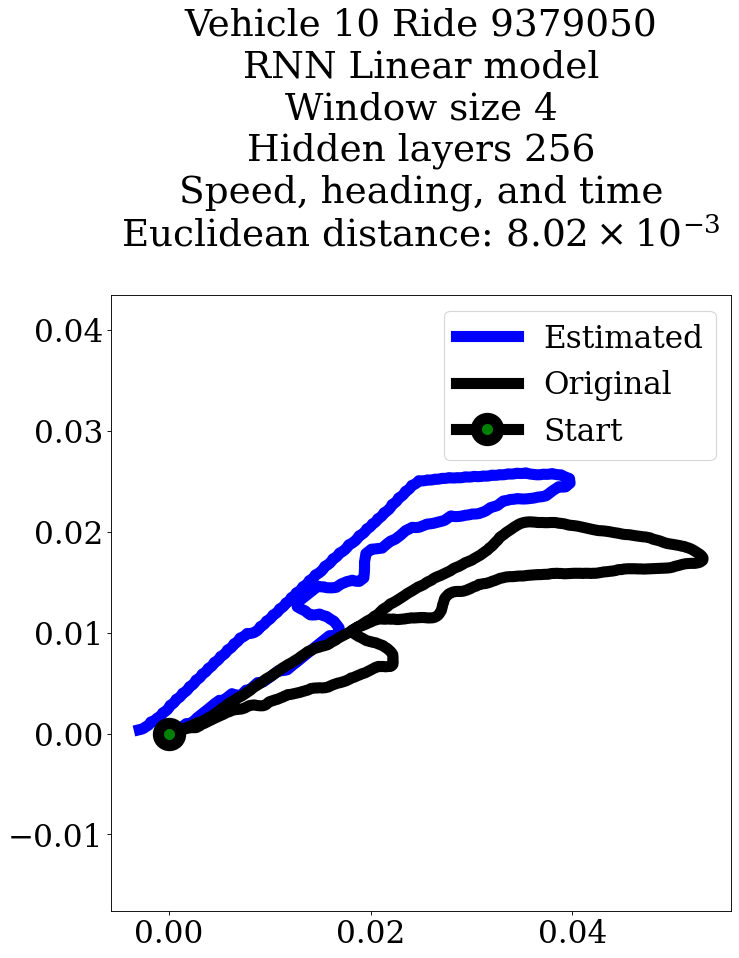 Vehicle 10 Ride 9379050
RNN Linear model
Window size 4
Hidden layers 256
Speed, heading, and time
Euclidean distance: 8.02 × 10⁻³
Estimated
Original
Start
0.04
0.03
0.02
0.01
0.00
−0.01
0.00 0.02 0.04